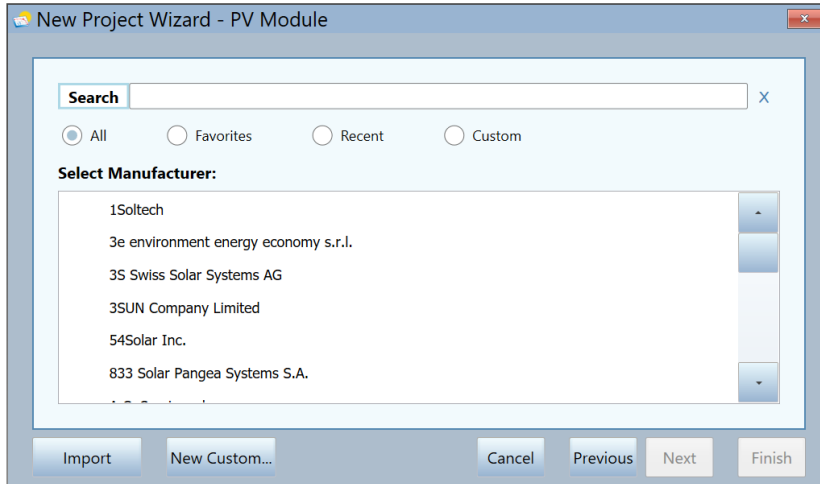 New Project Wizard - PV Module
x
Search
X
All Favorites Recent Custom
Select Manufacturer:
1Soltech
3e environment energy economy s.r.l.
3S Swiss Solar Systems AG
3SUN Company Limited
54Solar Inc.
833 Solar Pangea Systems S.A.
Import New Custom... Cancel Previous Next Finish